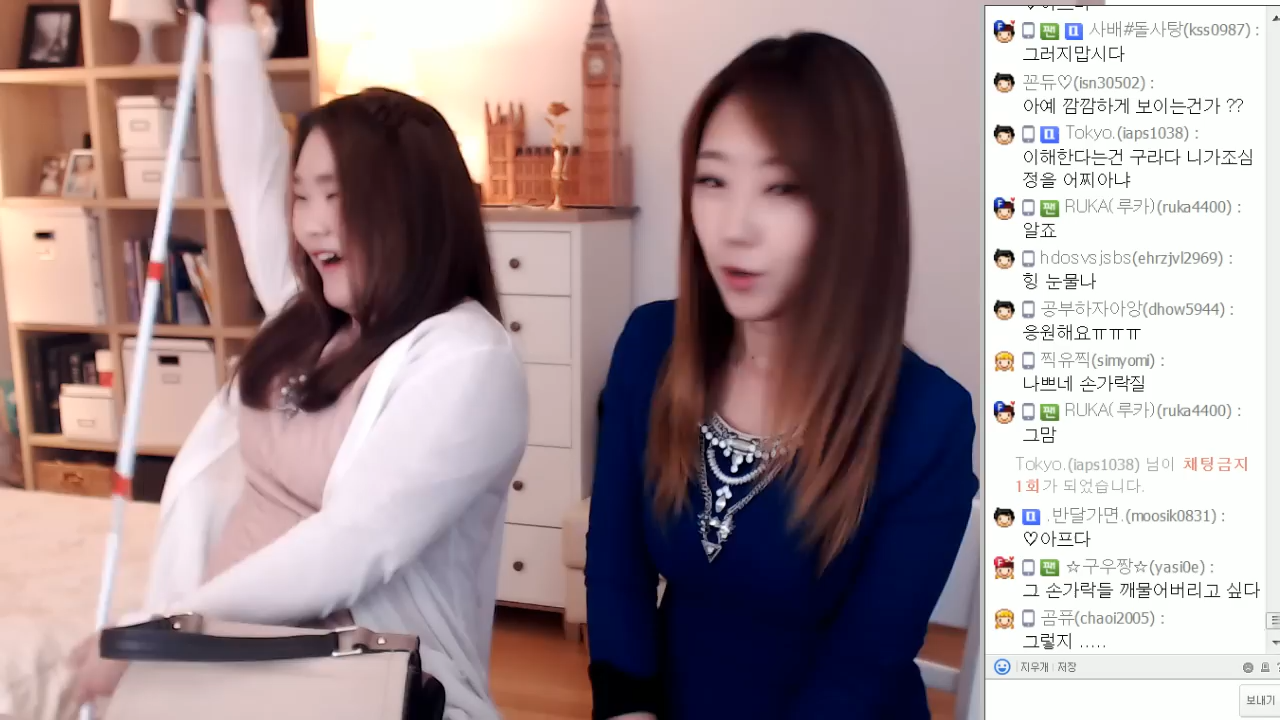 사배#돌사탕(kss0987) :
그러지맙시다
꼰듀♡(isn30502) :
아예 깜깜하게 보이는건가 ??
Tokyo.(iaps1038) :
이해한다는건 구라다 니가조심
정을 어찌아냐
RUKA(루카)(ruka4400) :
알죠
hdosvsjsbs(ehrzjvl2969) :
힝 눈물나
공부하자아앙(dhow5944) :
응원해요ㅠㅠㅠ
찍유찍(simyomi) :
나쁘네 손가락질
RUKA(루카)(ruka4400) :
그맘
Tokyo.(iaps1038) 님이 채팅금지
1회가 되었습니다.
.반달가면.(moosik0831) :
♡아프다
☆구우짱☆(yasi0e) :
그 손가락들 깨물어버리고 싶다
곰퓨(chaoi2005) :
그렇지 .....
지우개 | 저장
보내기